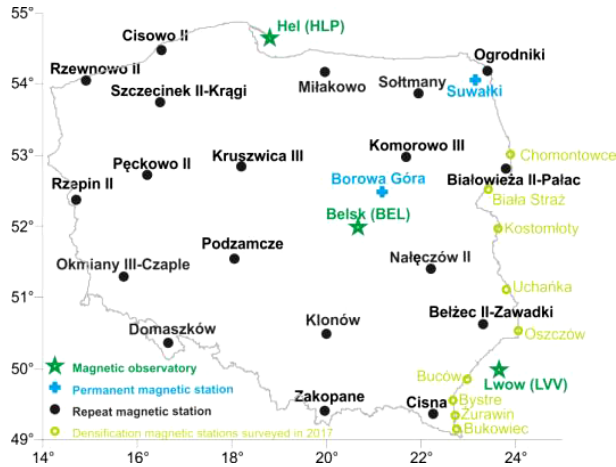 55°
Hel (HLP)
Cisowo II
Ogrodniki
Rzewnowo II
54°
Miłakowo
Sołtmany
Suwałki
Szczecinek II-Krągi
Komorowo III
Chomontowce
53°
Kruszwica III
Pęckowo II
Borowa Góra
Białowieża II-Pałac
Rzepin II
Biała Straż
Belsk (BEL)
Kostomłoty
52°
Podzamcze
Nałęczów II
Okmiany III-Czaple
Uchańka
51°
Klonów
Bełżec II-Zawadki
Domaszków
Oszczów
50°
Magnetic observatory
Buców
Lwow (LVV)
Permanent magnetic station
Zakopane
Cisna
Bystre
Repeat magnetic station
Żurawin
Densification magnetic stations surveyed in 2017
Bukowiec
49°
14° 16° 18° 20° 22° 24°